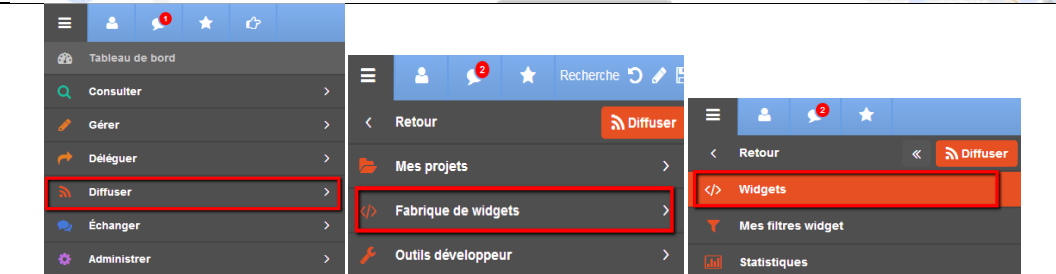 1
Tableau de bord
Consulter
Gérer
Déléguer
Diffuser
Échanger
Administrer
2
Recherche
Retour
Diffuser
Mes projets
Fabrique de widgets
Outils développeur
2
Retour
Diffuser
Widgets
Mes filtres widget
Statistiques